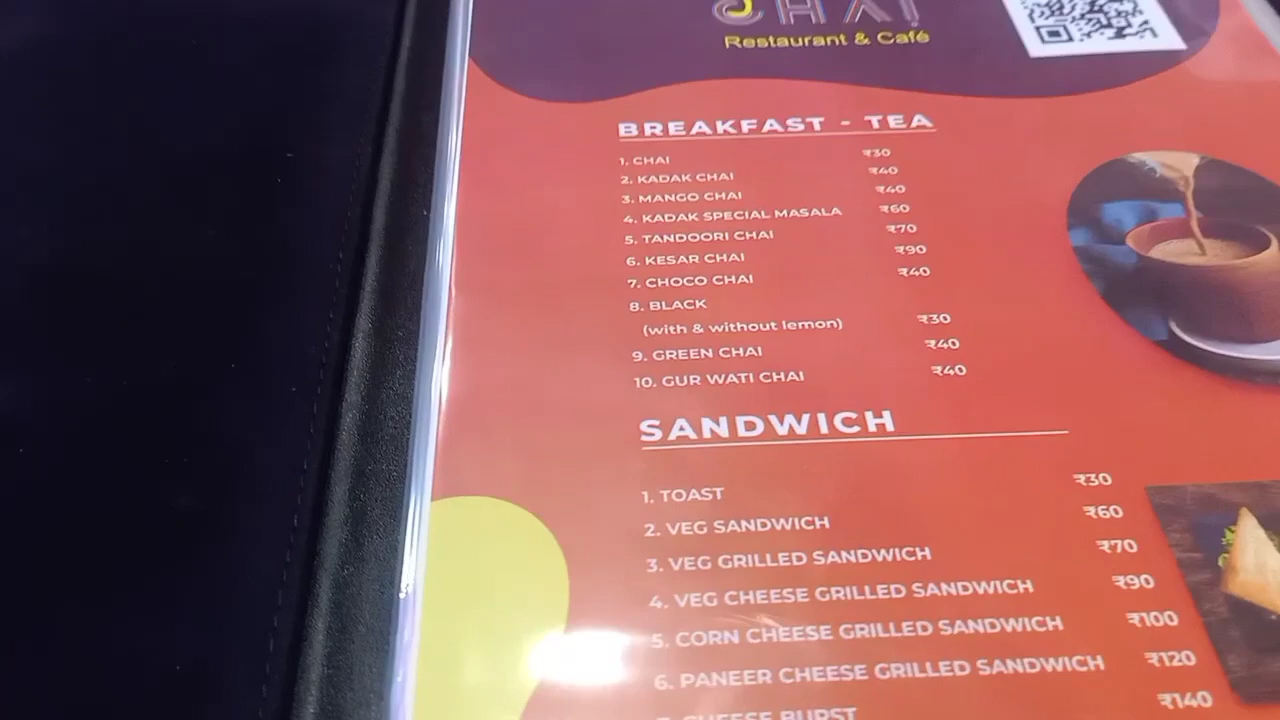 CHAI
Restaurant & Café
BREAKFAST - TEA
1. CHAI ₹30
2. KADAK CHAI ₹40
3. MANGO CHAI ₹40
4. KADAK SPECIAL MASALA ₹60
5. TANDOORI CHAI ₹70
6. KESAR CHAI ₹90
7. CHOCO CHAI ₹40
8. BLACK
(with & without lemon) ₹30
9. GREEN CHAI ₹40
10. GUR WATI CHAI ₹40
SANDWICH
1. TOAST ₹30
2. VEG SANDWICH ₹60
3. VEG GRILLED SANDWICH ₹70
4. VEG CHEESE GRILLED SANDWICH ₹90
5. CORN CHEESE GRILLED SANDWICH ₹100
6. PANEER CHEESE GRILLED SANDWICH ₹120
7. CHEESE BURST ₹140